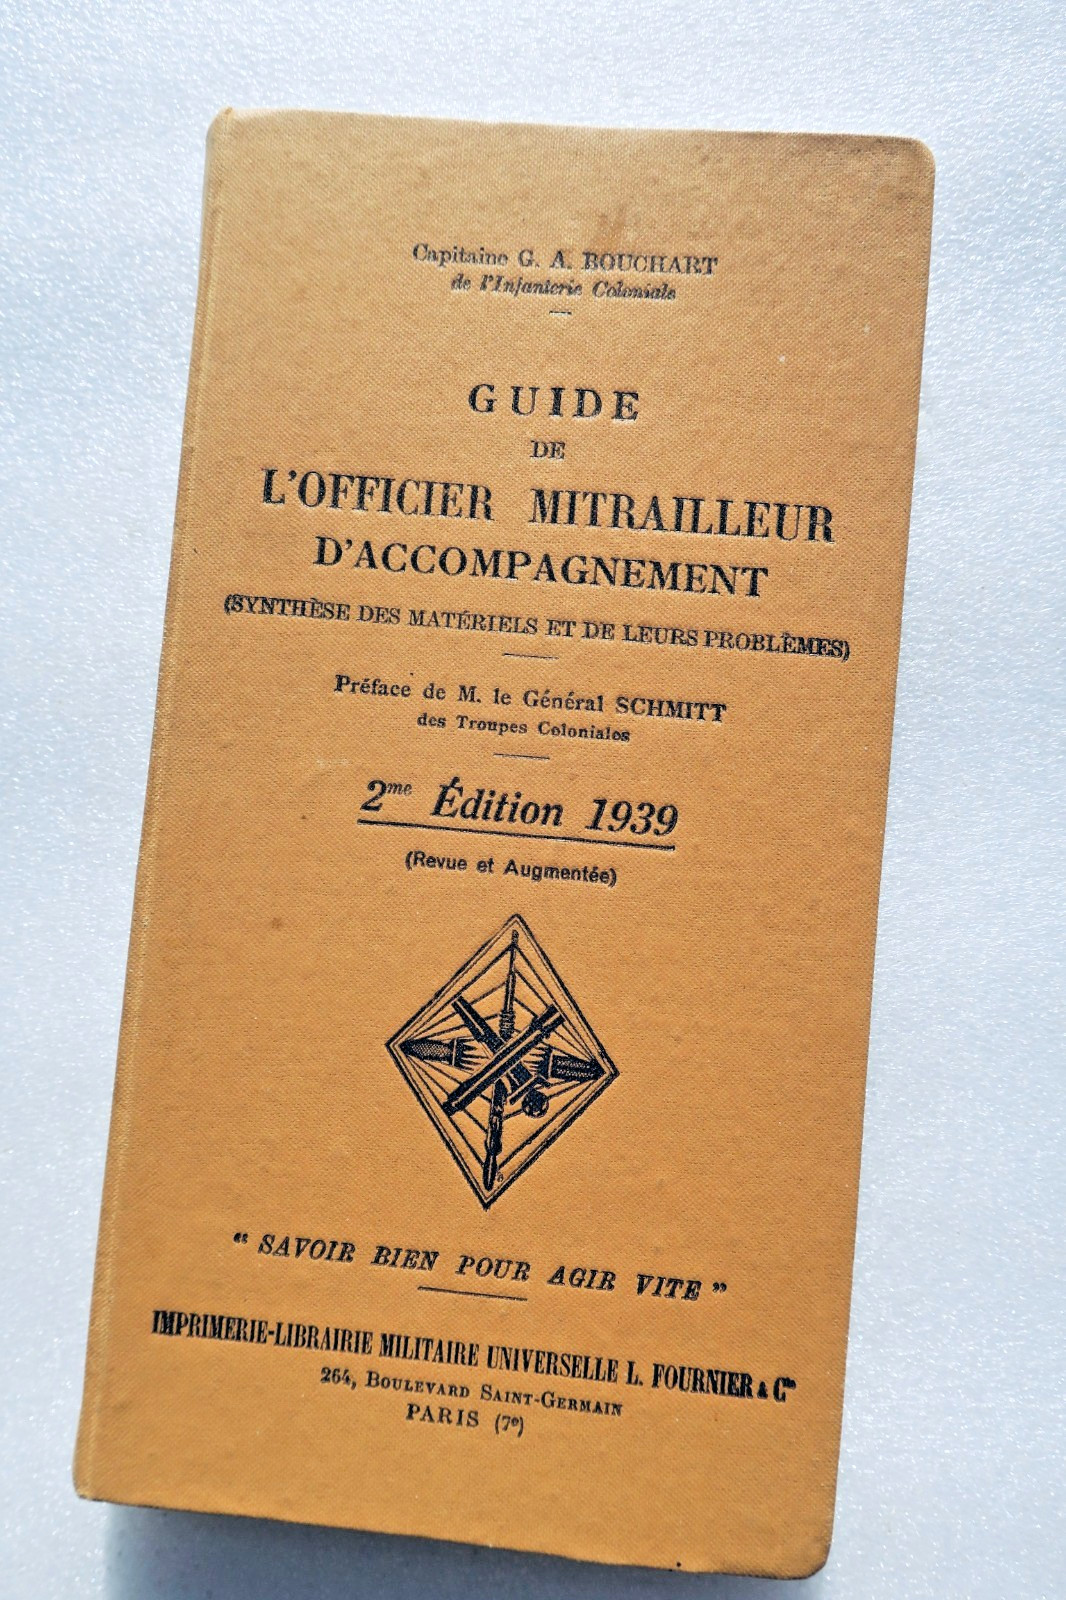 Capitaine G. A. BOUCHART
de l'Infanterie Coloniale
GUIDE
DE
L'OFFICIER MITRAILLEUR
D'ACCOMPAGNEMENT
(SYNTHÈSE DES MATÉRIELS ET DE LEURS PROBLÈMES)
Préface de M. le Général SCHMITT
des Troupes Coloniales
2me Édition 1939
(Revue et Augmentée)
“ SAVOIR BIEN POUR AGIR VITE ”
IMPRIMERIE-LIBRAIRIE MILITAIRE UNIVERSELLE L. FOURNIER & Cie
264, BOULEVARD SAINT-GERMAIN
PARIS (7e)